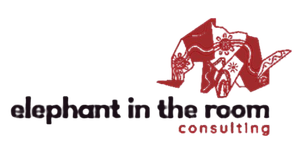 elephant in the room
consulting